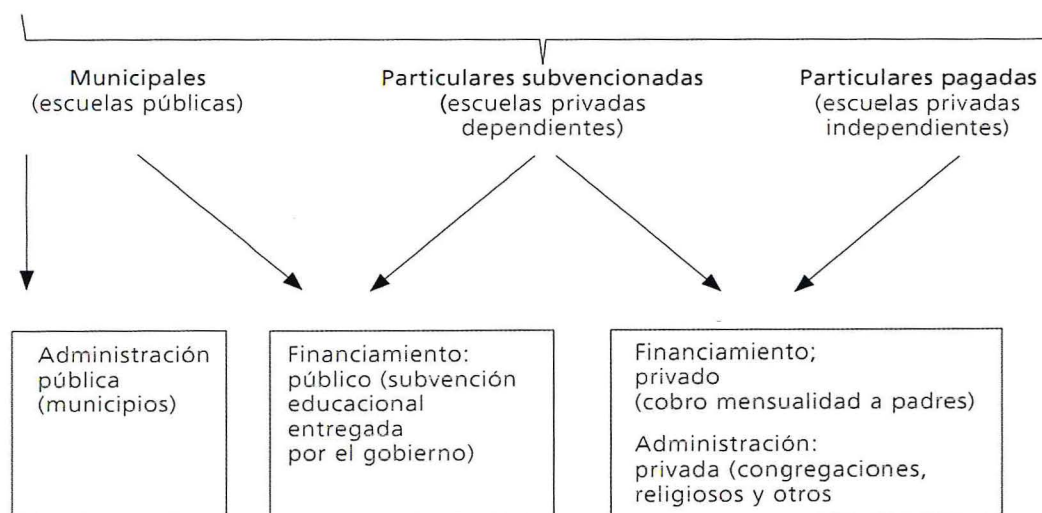 Municipales
(escuelas públicas)
Particulares subvencionadas
(escuelas privadas
dependientes)
Particulares pagadas
(escuelas privadas
independientes)
Administración
pública
(municipios)
Financiamiento:
público (subvención
educacional
entregada
por el gobierno)
Financiamiento;
privado
(cobro mensualidad a padres)
Administración:
privada (congregaciones,
religiosos y otros